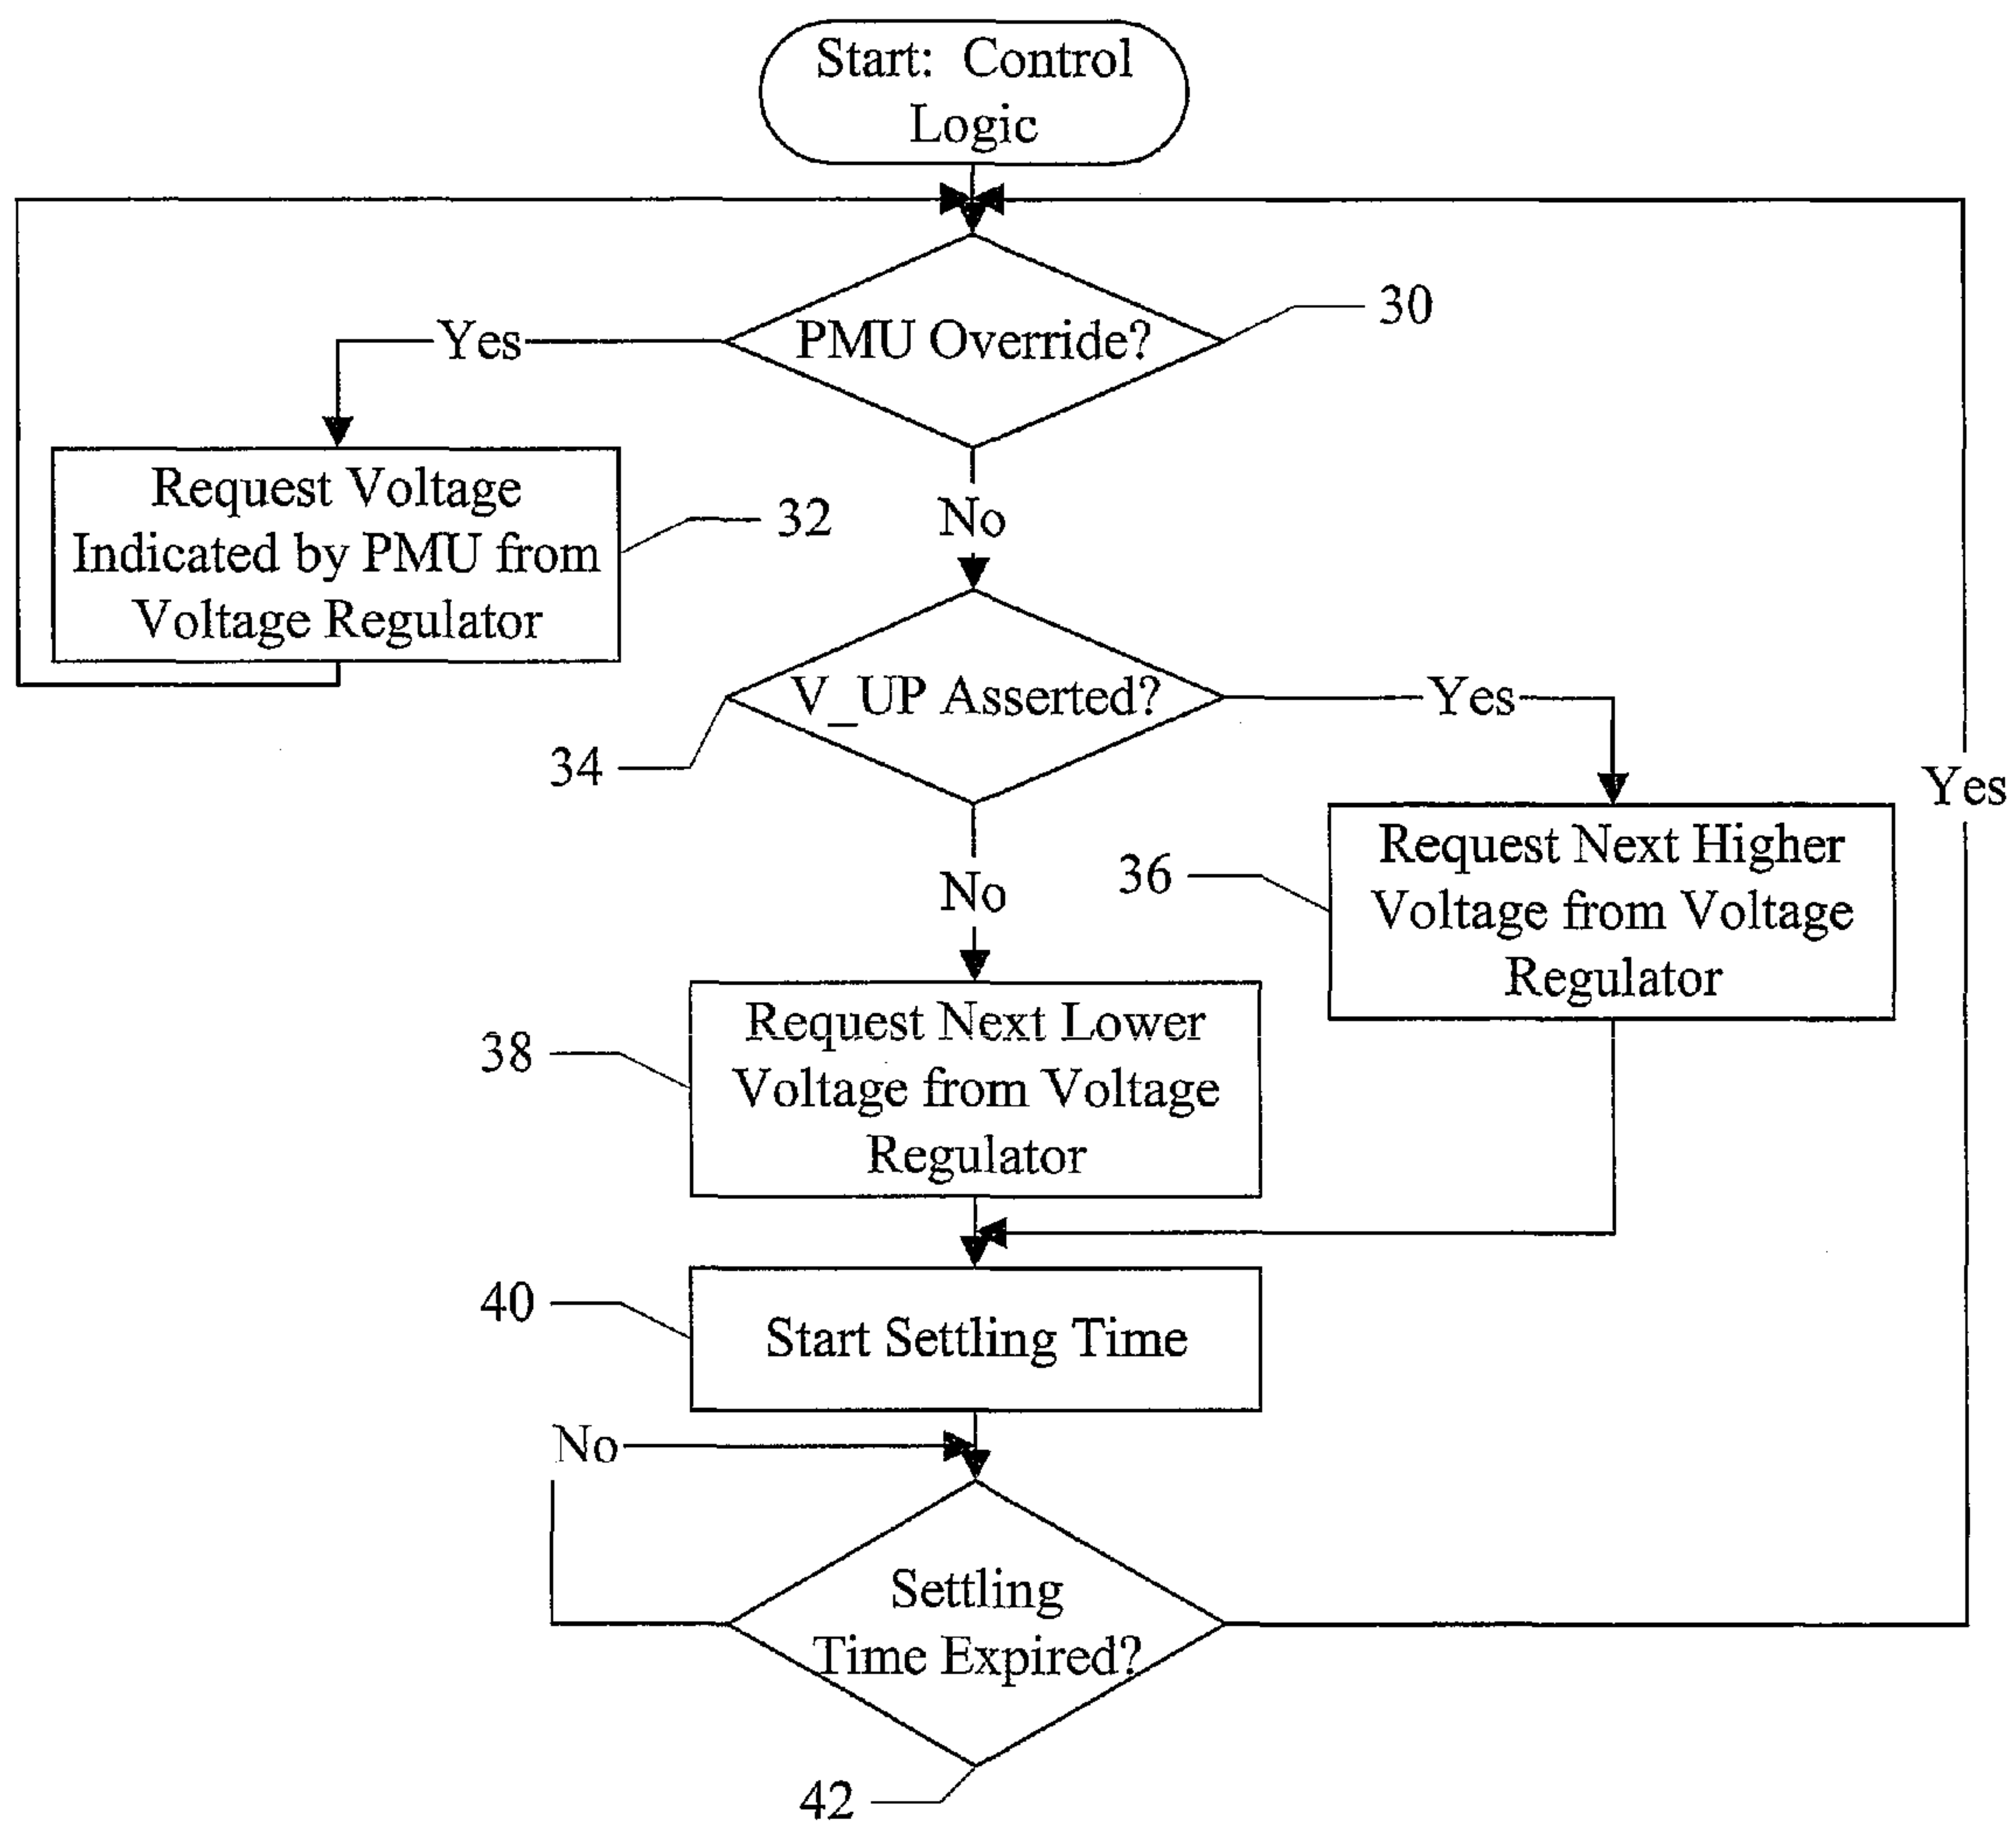 Start: Control
Logic
PMU Override?
30
Yes
Request Voltage
Indicated by PMU from
Voltage Regulator
32
No
V_UP Asserted?
34
Yes
Request Next Higher
Voltage from Voltage
Regulator
36
Yes
No
Request Next Lower
Voltage from Voltage
Regulator
38
Start Settling Time
40
No
Settling
Time Expired?
42